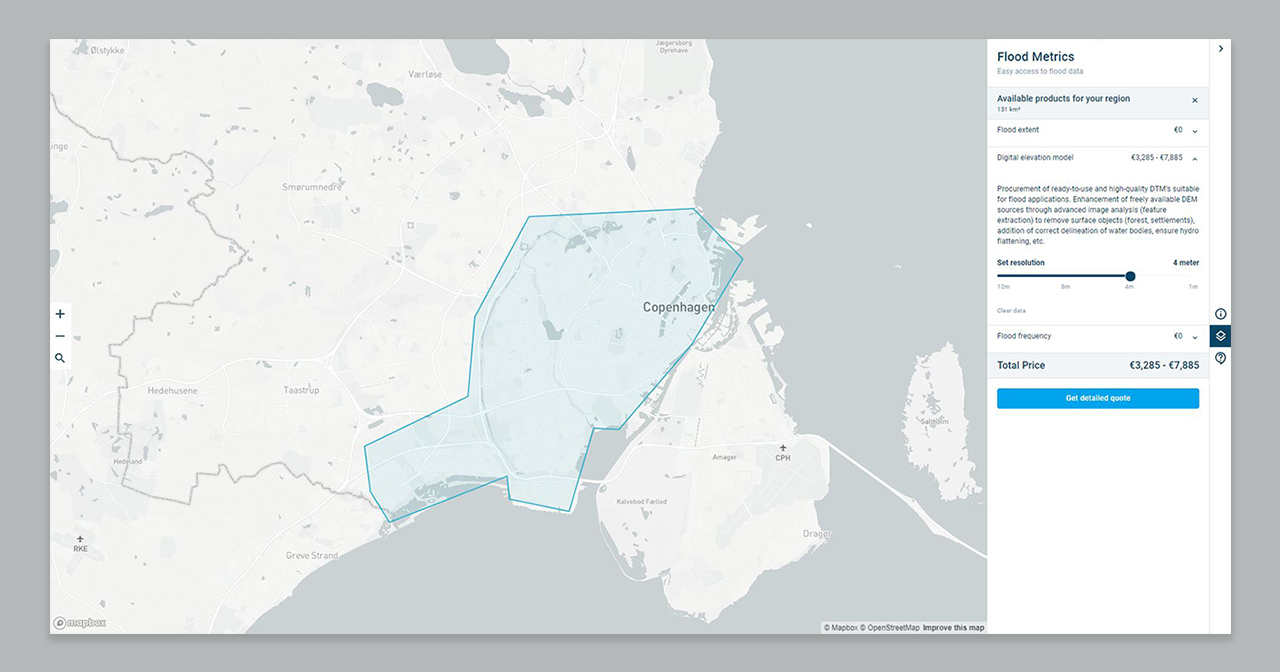 Ølstykke
Jægersborg
Dyrehave
Værløse
inge
Smørumnedre
Copenhagen
Hedehusene
Taastrup
Hedeland
Amager
CPH
Saltholm
Kalvebod Fælled
RKE
Greve Strand
Dragør
mapbox
© Mapbox © OpenStreetMap Improve this map
Flood Metrics
Easy access to flood data
Available products for your region
131 km²
Flood extent €0
Digital elevation model €3,285 - €7,885
Procurement of ready-to-use and high-quality DTM's suitable
for flood applications. Enhancement of freely available DEM
sources through advanced image analysis (feature
extraction) to remove surface objects (forest, settlements),
addition of correct delineation of water bodies, ensure hydro
flattening, etc.
Set resolution 4 meter
12m 8m 4m 1m
Clear data
Flood frequency €0
Total Price €3,285 - €7,885
Get detailed quote